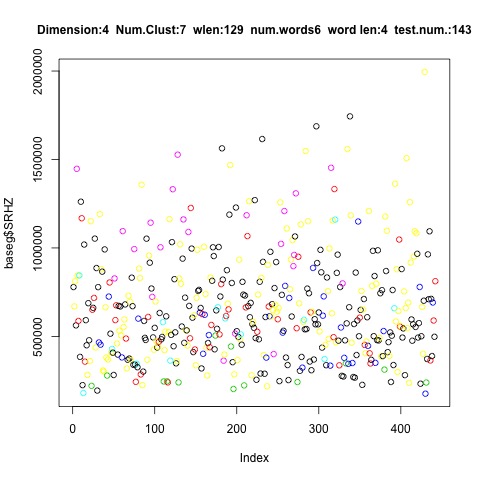 Dimension:4 Num.Clust:7 wlen:129 num.words6 word len:4 test.num.:143
2000000
1500000
1000000
500000
baseg$SRHZ
0 100 200 300 400
Index